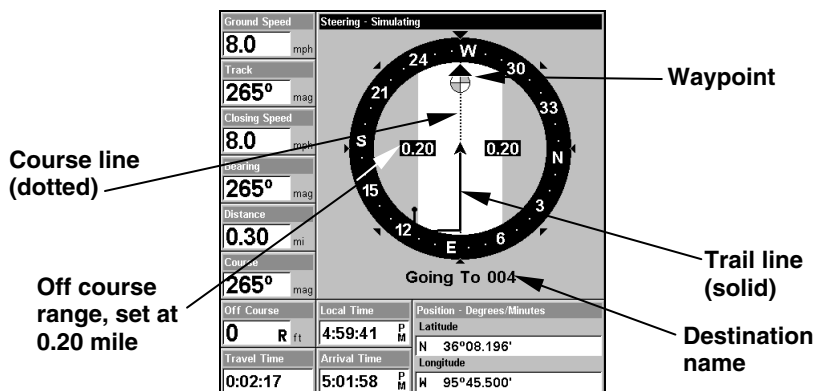 Ground Speed
8.0 mph
Track
265º mag
Closing Speed
8.0 mph
Bearing
265º mag
Distance
0.30 mi
Course
265º mag
Off Course
0 R ft
Travel Time
0:02:17
Steering - Simulating
24 W 30
21 33
S 0.20 0.20 N
15 3
12 E 6
Going To 004
Local Time
4:59:41 PM
Arrival Time
5:01:58 PM
Position - Degrees/Minutes
Latitude
N 36º08.196'
Longitude
W 95º45.500'
Course line
(dotted)
Off course
range, set at
0.20 mile
Waypoint
Trail line
(solid)
Destination
name